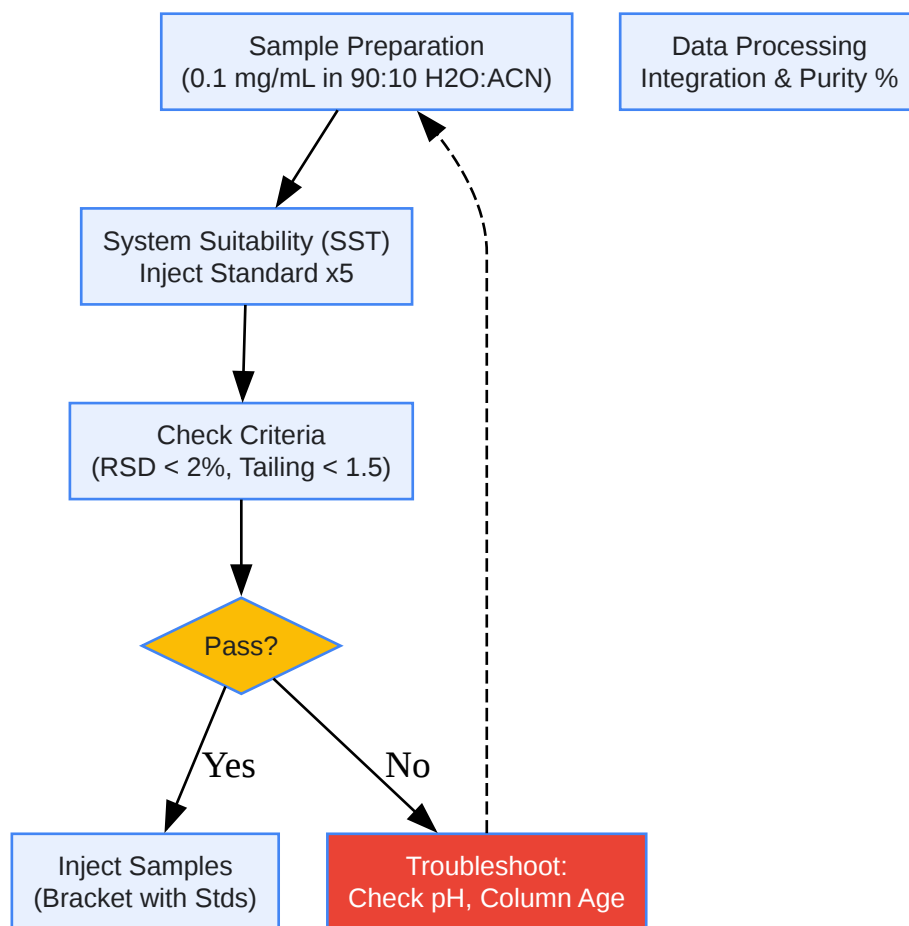 Sample Preparation
(0.1 mg/mL in 90:10 H2O:ACN)
Data Processing
Integration & Purity %
System Suitability (SST)
Inject Standard x5
Check Criteria
(RSD < 2%, Tailing < 1.5)
Pass?
Yes
No
Inject Samples
(Bracket with Stds)
Troubleshoot:
Check pH, Column Age